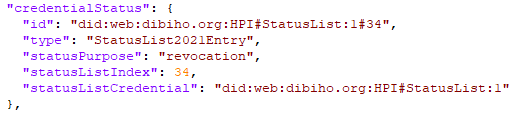 "credentialStatus": {
"id": "did:web:dibiho.org:HPI#StatusList:1#34",
"type": "StatusList2021Entry",
"statusPurpose": "revocation",
"statusListIndex": 34,
"statusListCredential": "did:web:dibiho.org:HPI#StatusList:1"
},